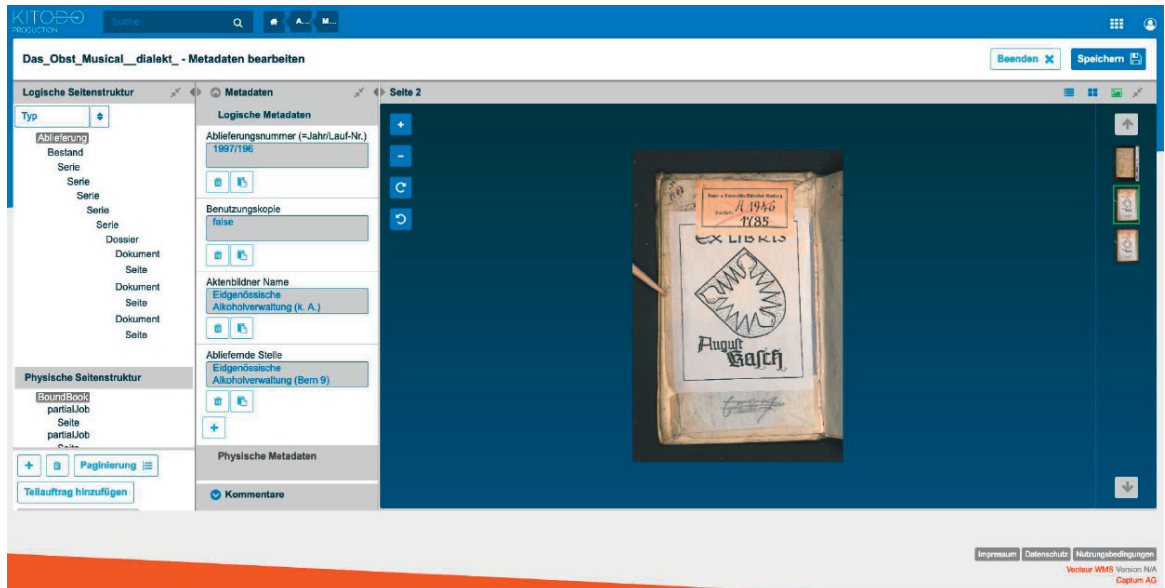 KITODO
PRODUCTION
Suche
A...
M...
Das_Obst_Musical__dialekt_ - Metadaten bearbeiten
Beenden
Speichern
Logische Seitenstruktur
Metadaten
Seite 2
Typ
Ablieferung
Bestand
Serie
Serie
Serie
Serie
Serie
Dossier
Dokument
Seite
Dokument
Seite
Dokument
Seite
Physische Seitenstruktur
BoundBook
partialJob
Seite
partialJob
Seite
Paginierung
Teilauftrag hinzufügen
Logische Metadaten
Ablieferungsnummer (=Jahr/Lauf-Nr.)
1997/196
Benutzungskopie
false
Aktenbildner Name
Eidgenössische
Alkoholverwaltung (k. A.)
Abliefernde Stelle
Eidgenössische
Alkoholverwaltung (Bern 9)
Physische Metadaten
Kommentare
A 1946
1785
EX LIBRIS
August
Gasch
Impressum
Datenschutz
Nutzungsbedingungen
Vecteur WMS Version N/A
Captum AG